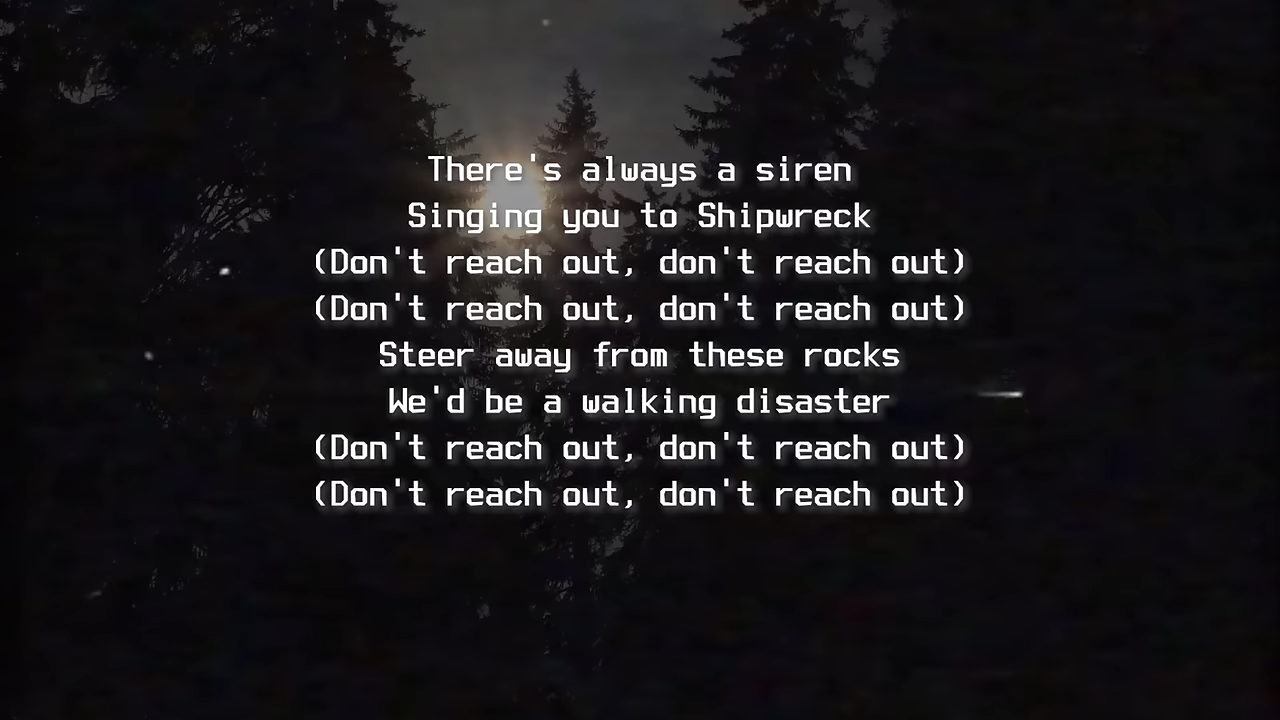 There's always a siren
Singing you to Shipwreck
(Don't reach out, don't reach out)
(Don't reach out, don't reach out)
Steer away from these rocks
We'd be a walking disaster
(Don't reach out, don't reach out)
(Don't reach out, don't reach out)